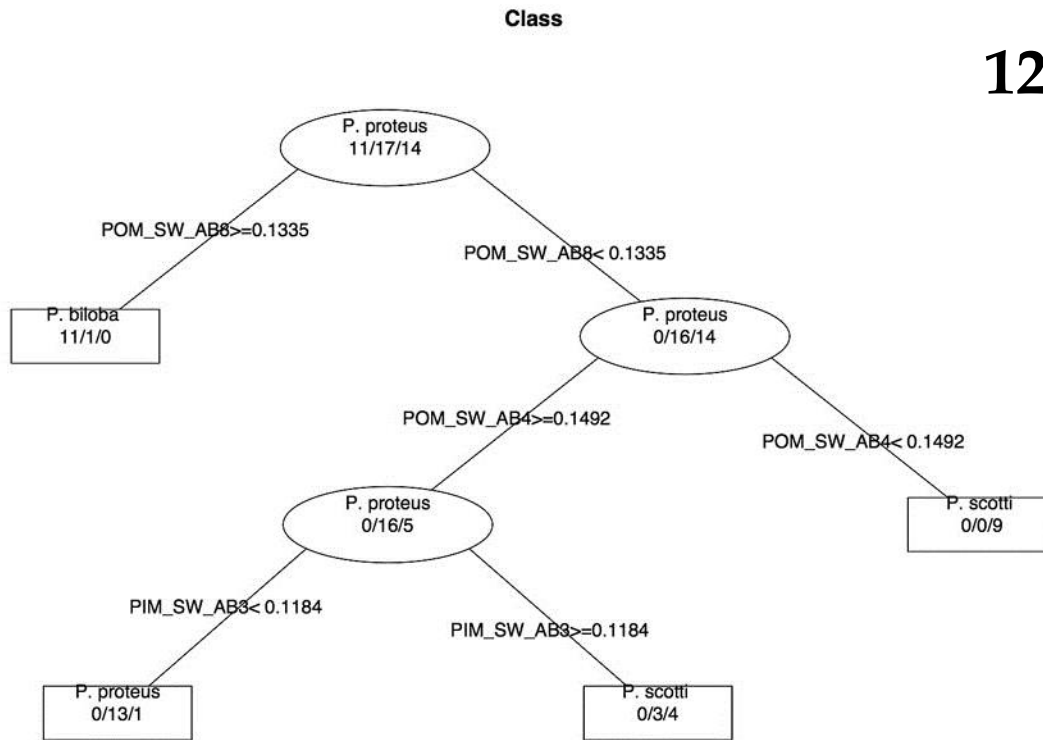 Class
12
P. proteus
11/17/14
POM_SW_AB8>=0.1335
POM_SW_AB8< 0.1335
P. biloba
11/1/0
P. proteus
0/16/14
POM_SW_AB4>=0.1492
POM_SW_AB4< 0.1492
P. proteus
0/16/5
P. scotti
0/0/9
PIM_SW_AB3< 0.1184
PIM_SW_AB3>=0.1184
P. proteus
0/13/1
P. scotti
0/3/4